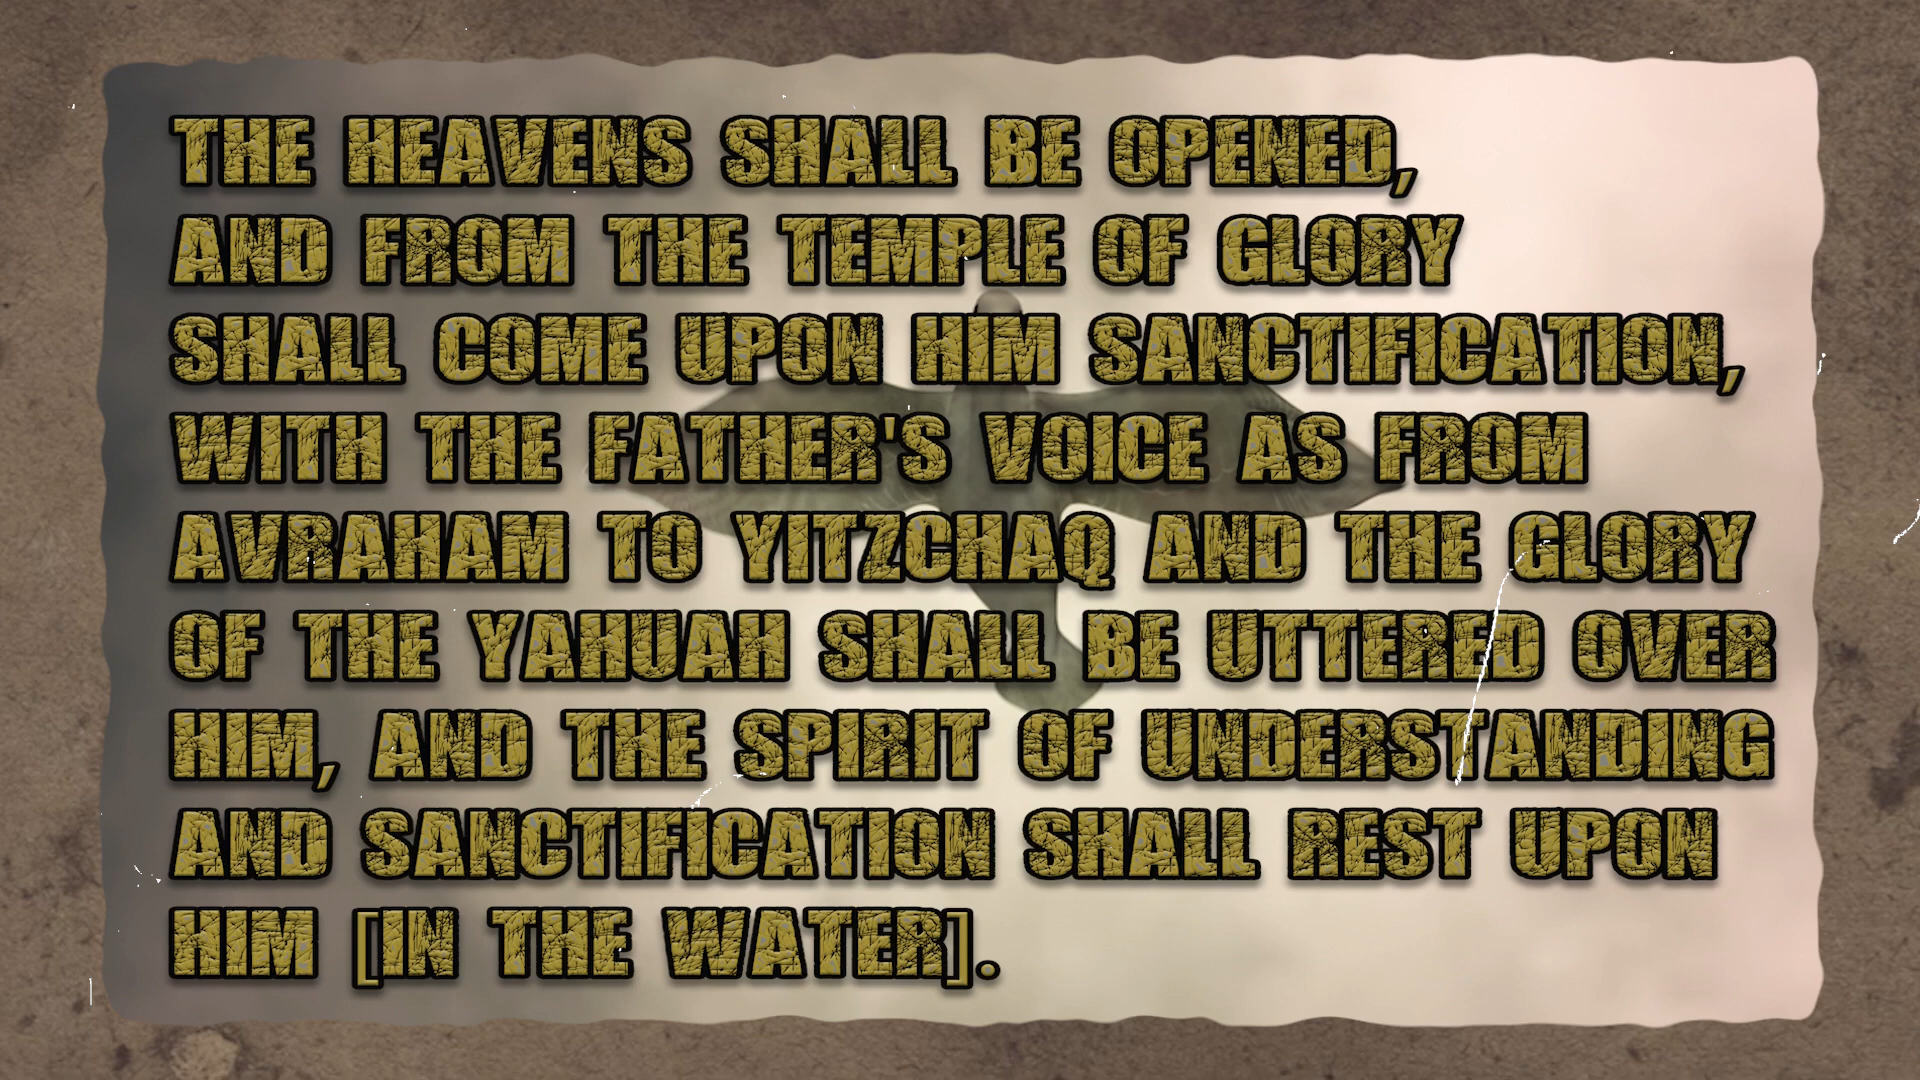 THE HEAVENS SHALL BE OPENED,
AND FROM THE TEMPLE OF GLORY
SHALL COME UPON HIM SANCTIFICATION,
WITH THE FATHER'S VOICE AS FROM
AVRAHAM TO YITZCHAQ AND THE GLORY
OF THE YAHUAH SHALL BE UTTERED OVER
HIM, AND THE SPIRIT OF UNDERSTANDING
AND SANCTIFICATION SHALL REST UPON
HIM [IN THE WATER].